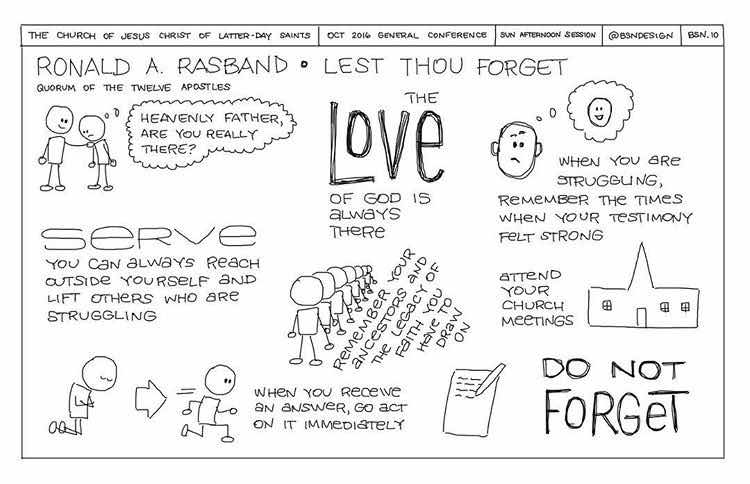 THE CHURCH OF JESUS CHRIST OF LATTER-DAY SAINTS
OCT 2016 GENERAL CONFERENCE
SUN AFTERNOON SESSION
@BSNDESIGN
BSN.10
RONALD A. RASBAND • LEST THOU FORGET
QUORUM OF THE TWELVE APOSTLES
HEAVENLY FATHER,
ARE YOU REALLY
THERE?
THE
LOVE
OF GOD IS
ALWAYS
THERE
WHEN YOU ARE
STRUGGLING,
REMEMBER THE TIMES
WHEN YOUR TESTIMONY
FELT STRONG
SERVE
YOU CAN ALWAYS REACH
OUTSIDE YOURSELF AND
LIFT OTHERS WHO ARE
STRUGGLING
REMEMBER YOUR
ANCESTORS AND
THE LEGACY OF
FAITH YOU
HAVE TO
DRAW
ON
ATTEND
YOUR
CHURCH
MEETINGS
WHEN YOU RECEIVE
AN ANSWER, GO ACT
ON IT IMMEDIATELY
DO NOT
FORGET